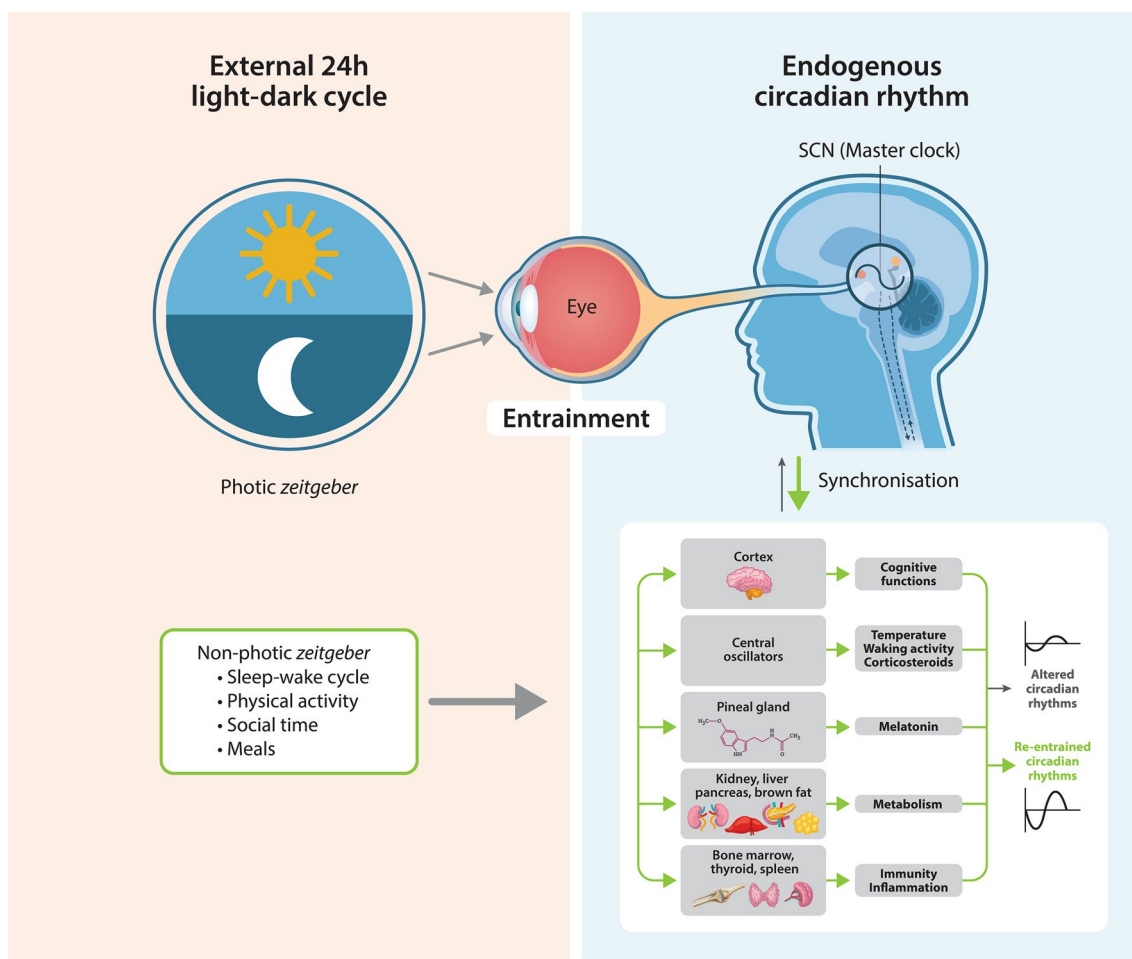 External 24h
light-dark cycle
Endogenous
circadian rhythm
SCN (Master clock)
Eye
Entrainment
Photic zeitgeber
Synchronisation
Non-photic zeitgeber
• Sleep-wake cycle
• Physical activity
• Social time
• Meals
Cortex
Cognitive
functions
Central
oscillators
Temperature
Waking activity
Corticosteroids
Pineal gland
H₃C
O
HN
H
N
O
CH₃
Melatonin
Kidney, liver
pancreas, brown fat
Metabolism
Bone marrow,
thyroid, spleen
Immunity
Inflammation
Altered
circadian
rhythms
Re-entrained
circadian
rhythms